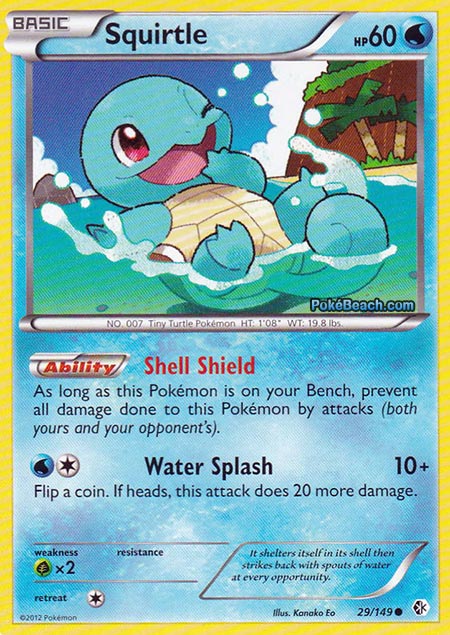 BASIC
Squirtle
HP60
PokéBeach.com
NO. 007 Tiny Turtle Pokémon HT: 1'08" WT: 19.8 lbs.
Ability Shell Shield
As long as this Pokémon is on your Bench, prevent
all damage done to this Pokémon by attacks (both
yours and your opponent's).
Water Splash 10+
Flip a coin. If heads, this attack does 20 more damage.
weakness resistance
×2
retreat
It shelters itself in its shell then
strikes back with spouts of water
at every opportunity.
©2012 Pokémon
Illus. Kanako Eo
29/149